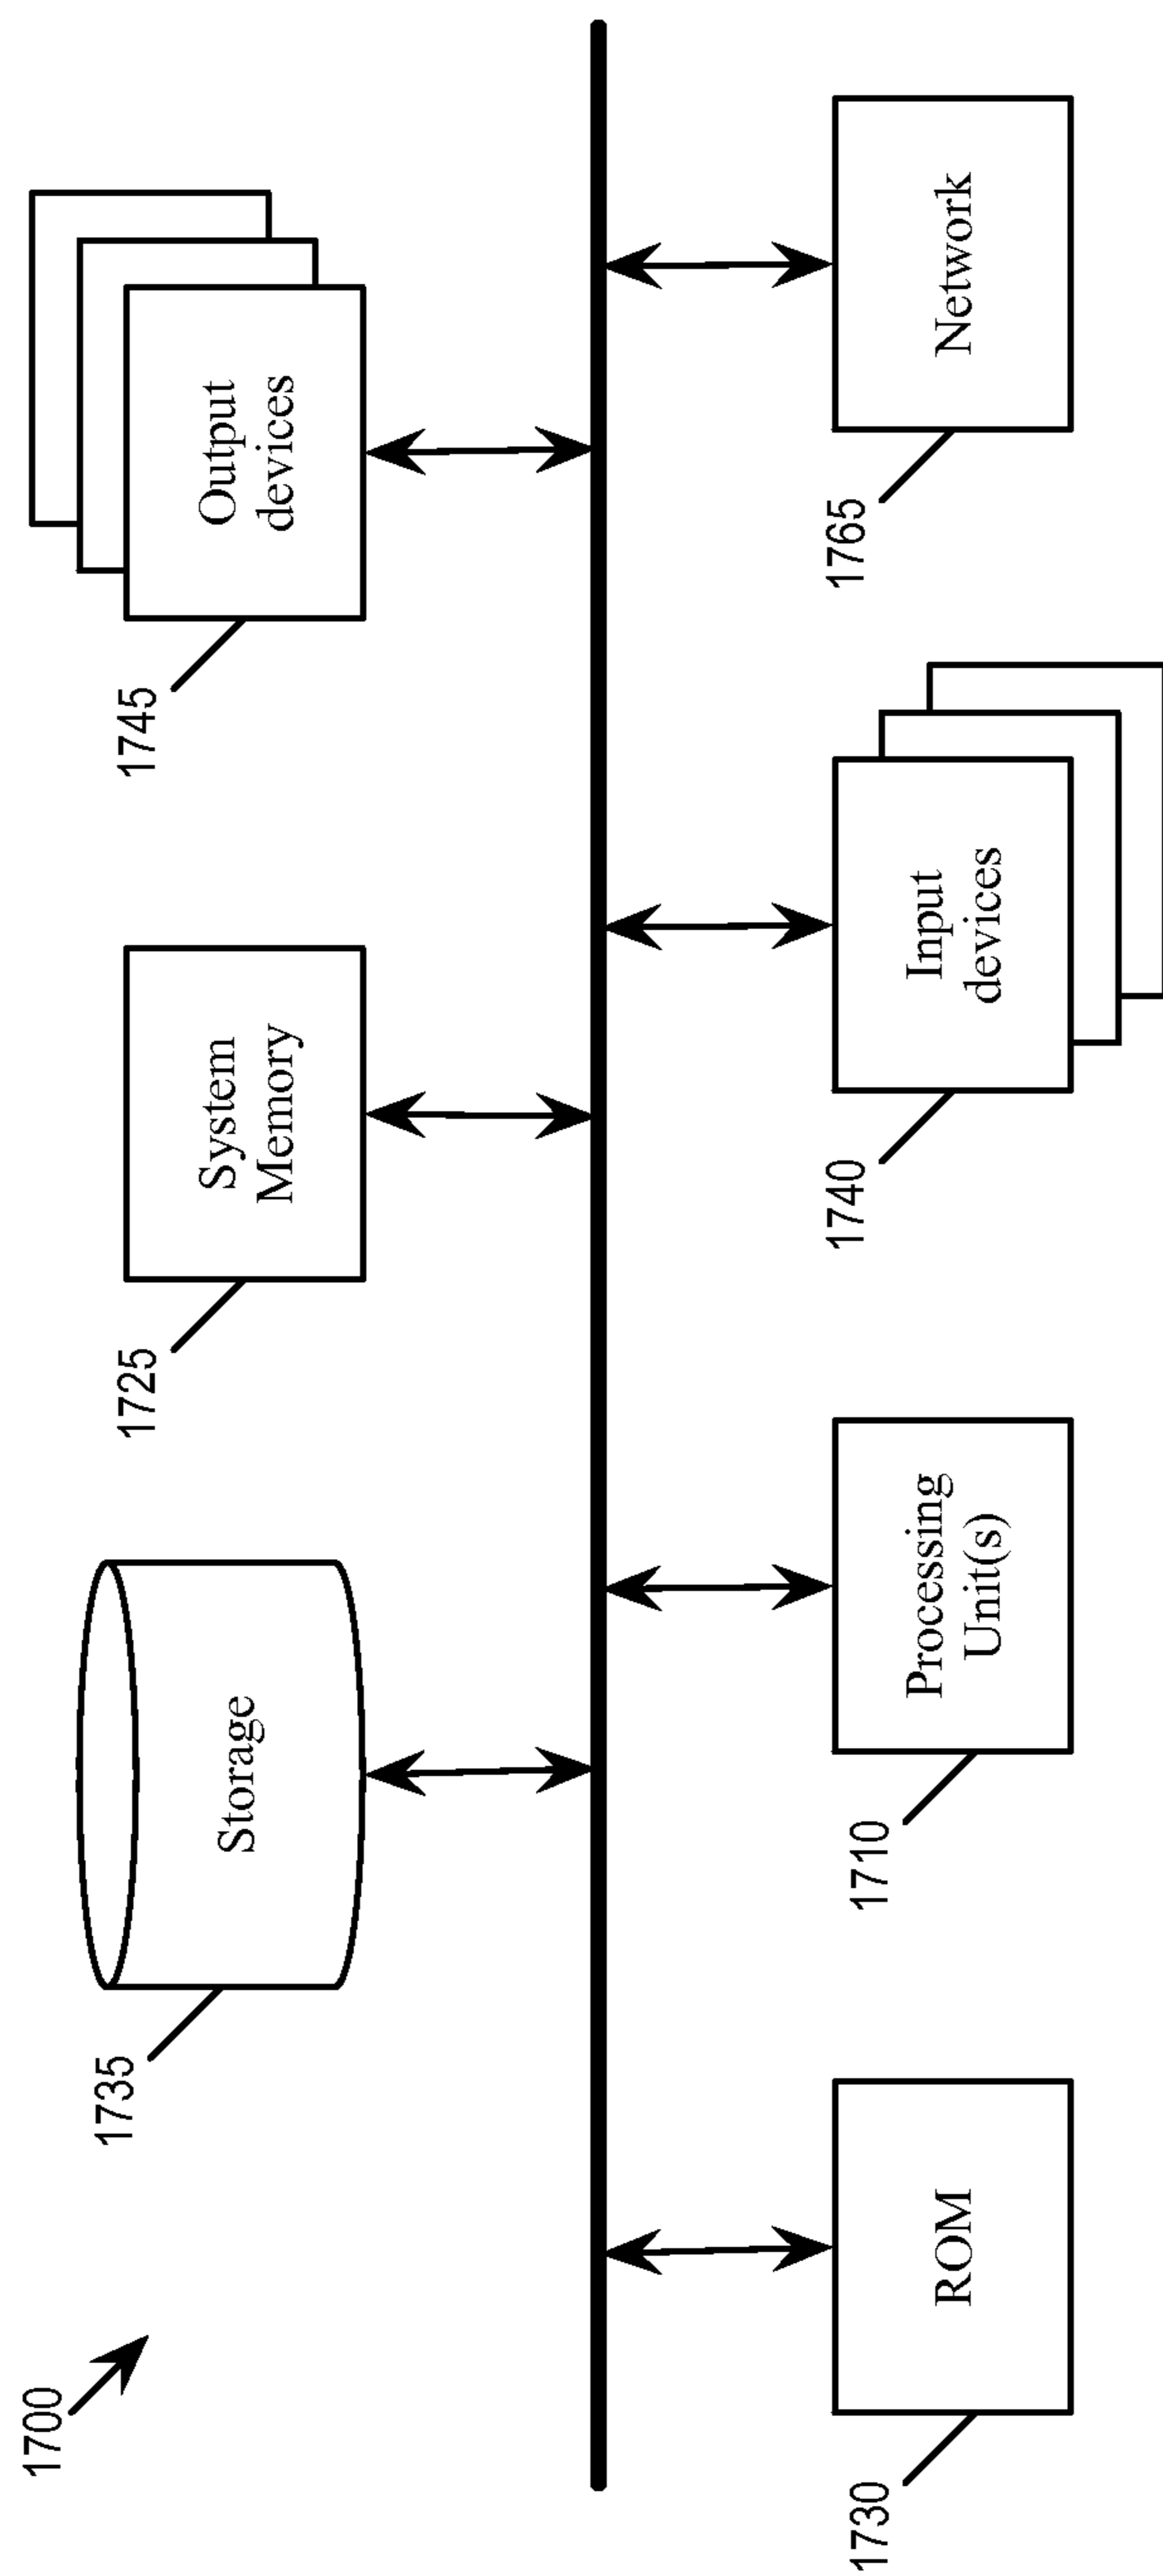 1700
1735
Storage
1725
System
Memory
1745
Output
devices
1730
ROM
1710
Processing
Unit(s)
1740
Input
devices
1765
Network